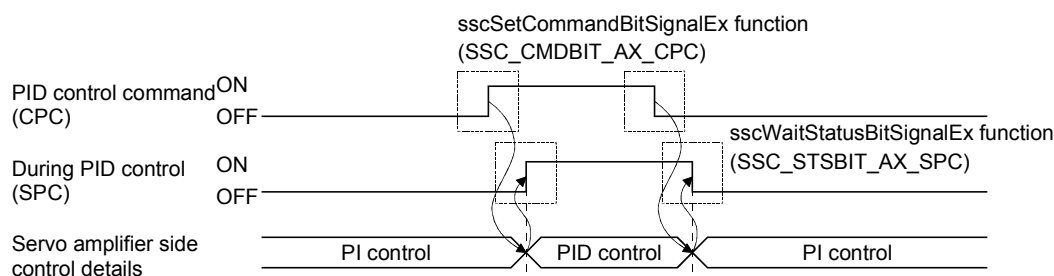 sscSetCommandBitSignalEx function
(SSC_CMDBIT_AX_CPC)
PID control command
(CPC)
ON
OFF
sscWaitStatusBitSignalEx function
(SSC_STSBIT_AX_SPC)
During PID control
(SPC)
ON
OFF
Servo amplifier side
control details
PI control
PID control
PI control